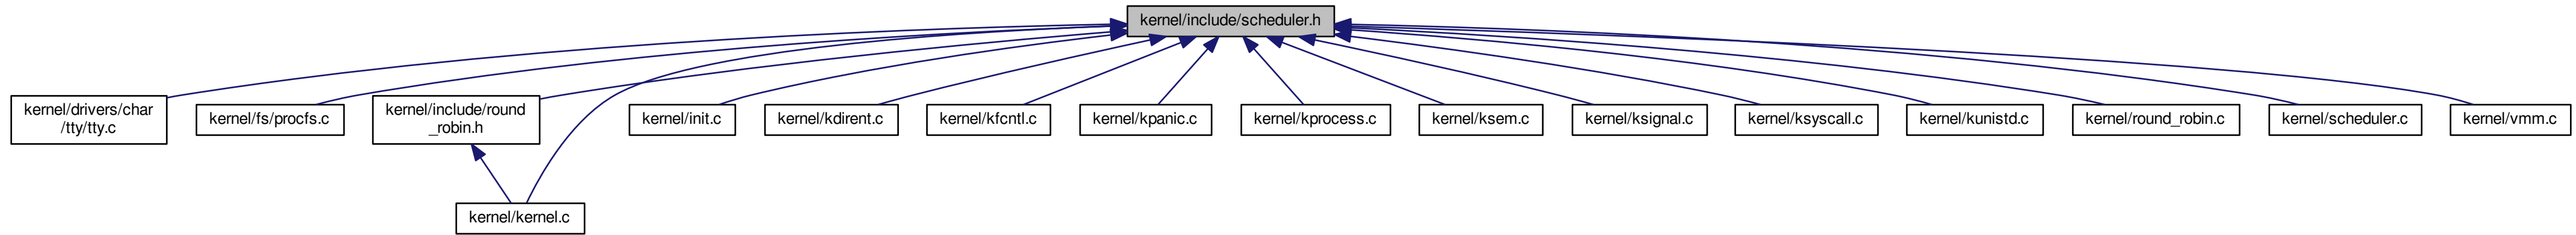 kernel/include/scheduler.h
kernel/drivers/char
/tty/tty.c
kernel/fs/procfs.c
kernel/include/round
_robin.h
kernel/init.c
kernel/kdirent.c
kernel/kfcntl.c
kernel/kpanic.c
kernel/kprocess.c
kernel/ksem.c
kernel/ksignal.c
kernel/ksyscall.c
kernel/kunistd.c
kernel/round_robin.c
kernel/scheduler.c
kernel/vmm.c
kernel/kernel.c